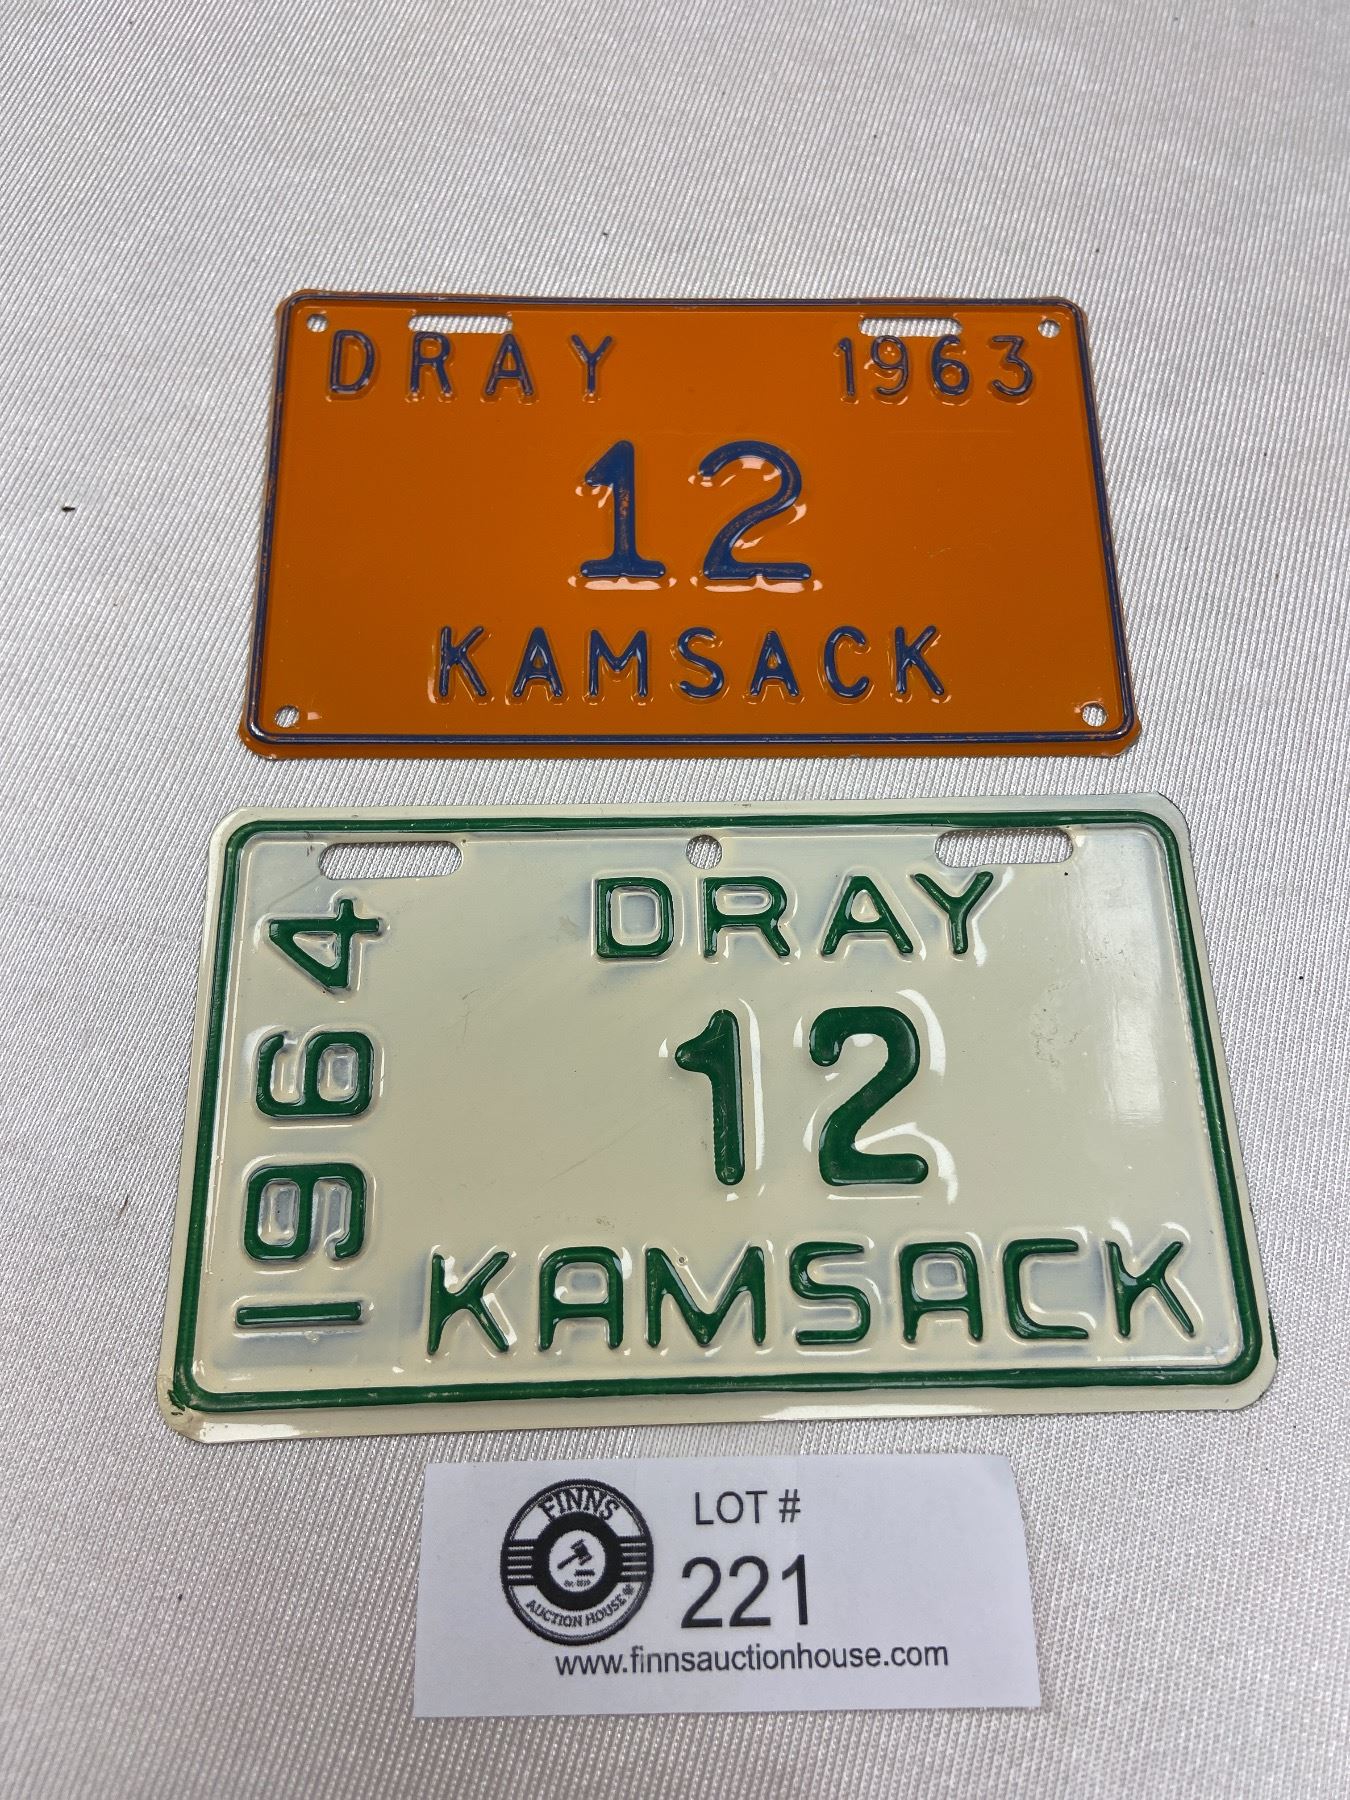 DRAY 1963
12
KAMSACK
1964
DRAY
12
KAMSACK
FINNS
AUCTION HOUSE
LOT #
221
www.finnsauctionhouse.com